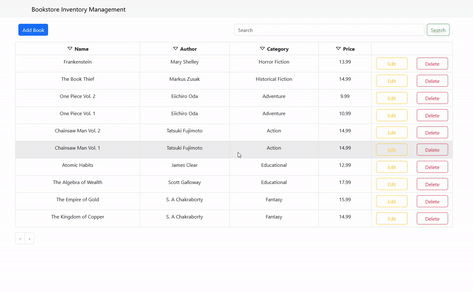 Bookstore Inventory Management
Add Book Search Search
Name Author Category Price
Frankenstein Mary Shelley Horror Fiction 13.99 Edit Delete
The Book Thief Markus Zusak Historical Fiction 14.99 Edit Delete
One Piece Vol. 2 Eiichiro Oda Adventure 9.99 Edit Delete
One Piece Vol. 1 Eiichiro Oda Adventure 10.99 Edit Delete
Chainsaw Man Vol. 2 Tatsuki Fujimoto Action 14.99 Edit Delete
Chainsaw Man Vol. 1 Tatsuki Fujimoto Action 14.99 Edit Delete
Atomic Habits James Clear Educational 12.99 Edit Delete
The Algebra of Wealth Scott Galloway Educational 17.99 Edit Delete
The Empire of Gold S. A Chakraborty Fantasy 15.99 Edit Delete
The Kingdom of Copper S. A Chakraborty Fantasy 14.99 Edit Delete